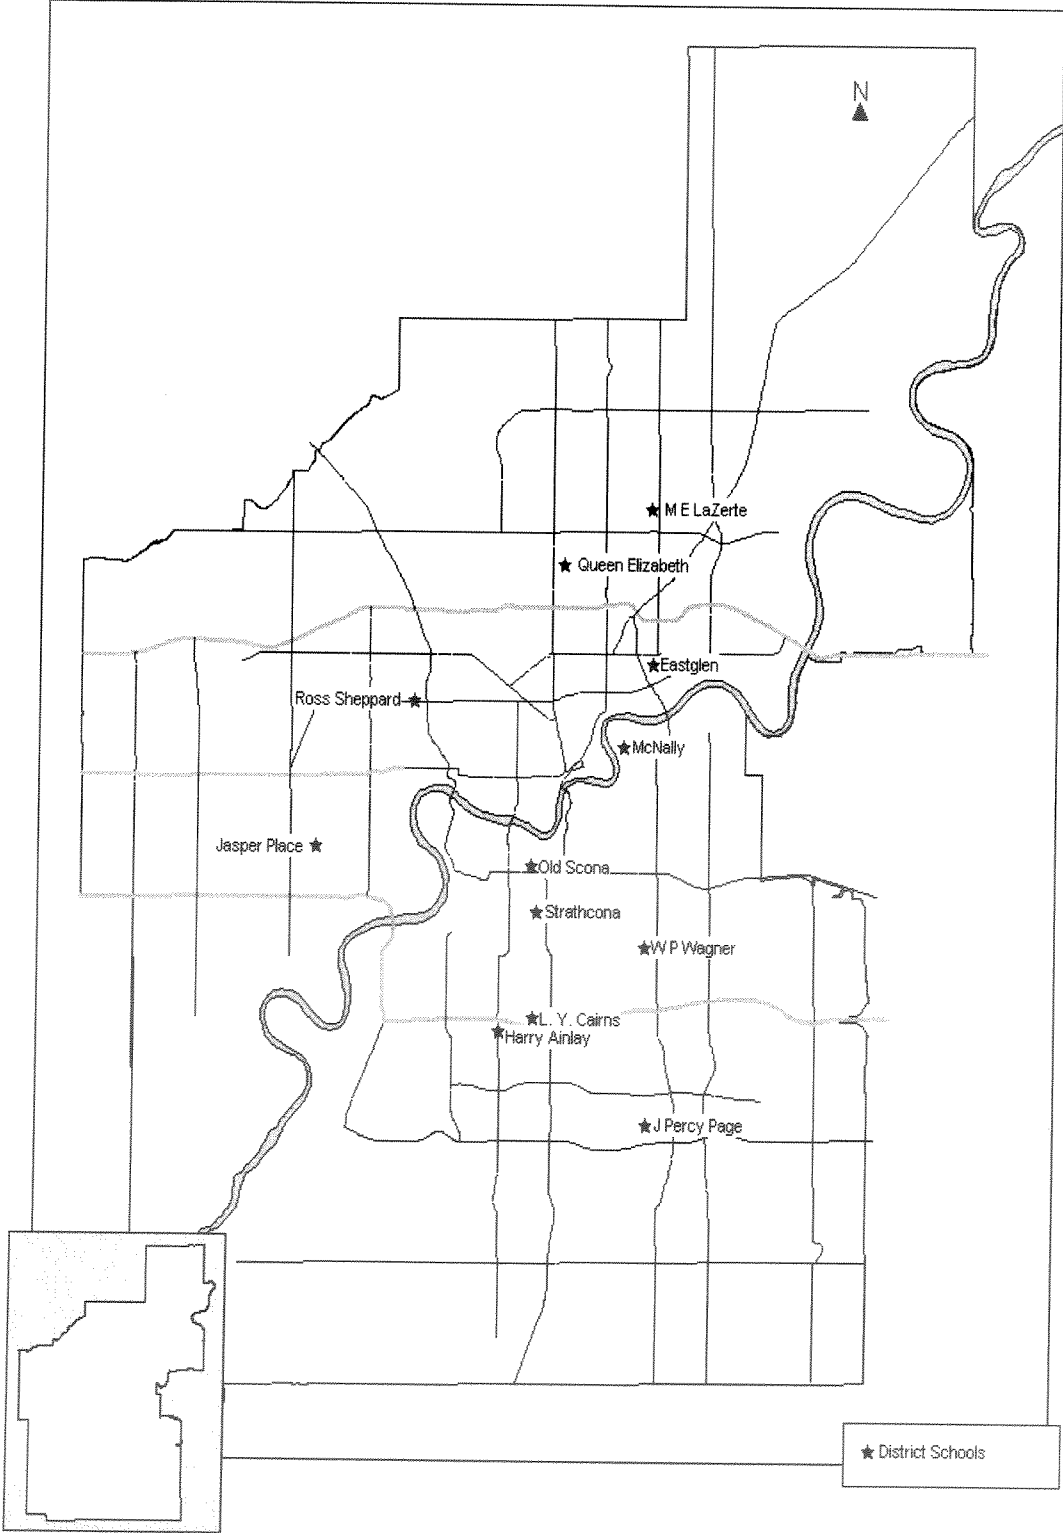 N
M E LaZerte
Queen Elizabeth
Eastglen
Ross Sheppard
McNally
Jasper Place
Old Scona
Strathcona
W P Wagner
L. Y. Cairns
Harry Ainlay
J Percy Page
District Schools